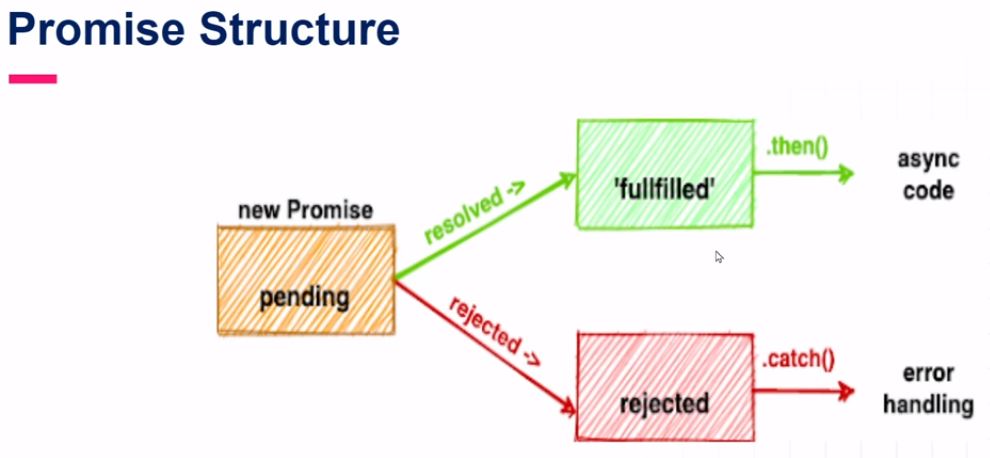 Promise Structure
new Promise
pending
resolved ->
'fullfilled'
.then()
async
code
rejected ->
rejected
.catch()
error
handling